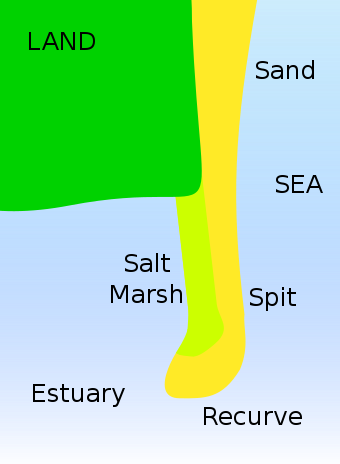 LAND
Sand
SEA
Salt
Marsh
Spit
Estuary
Recurve